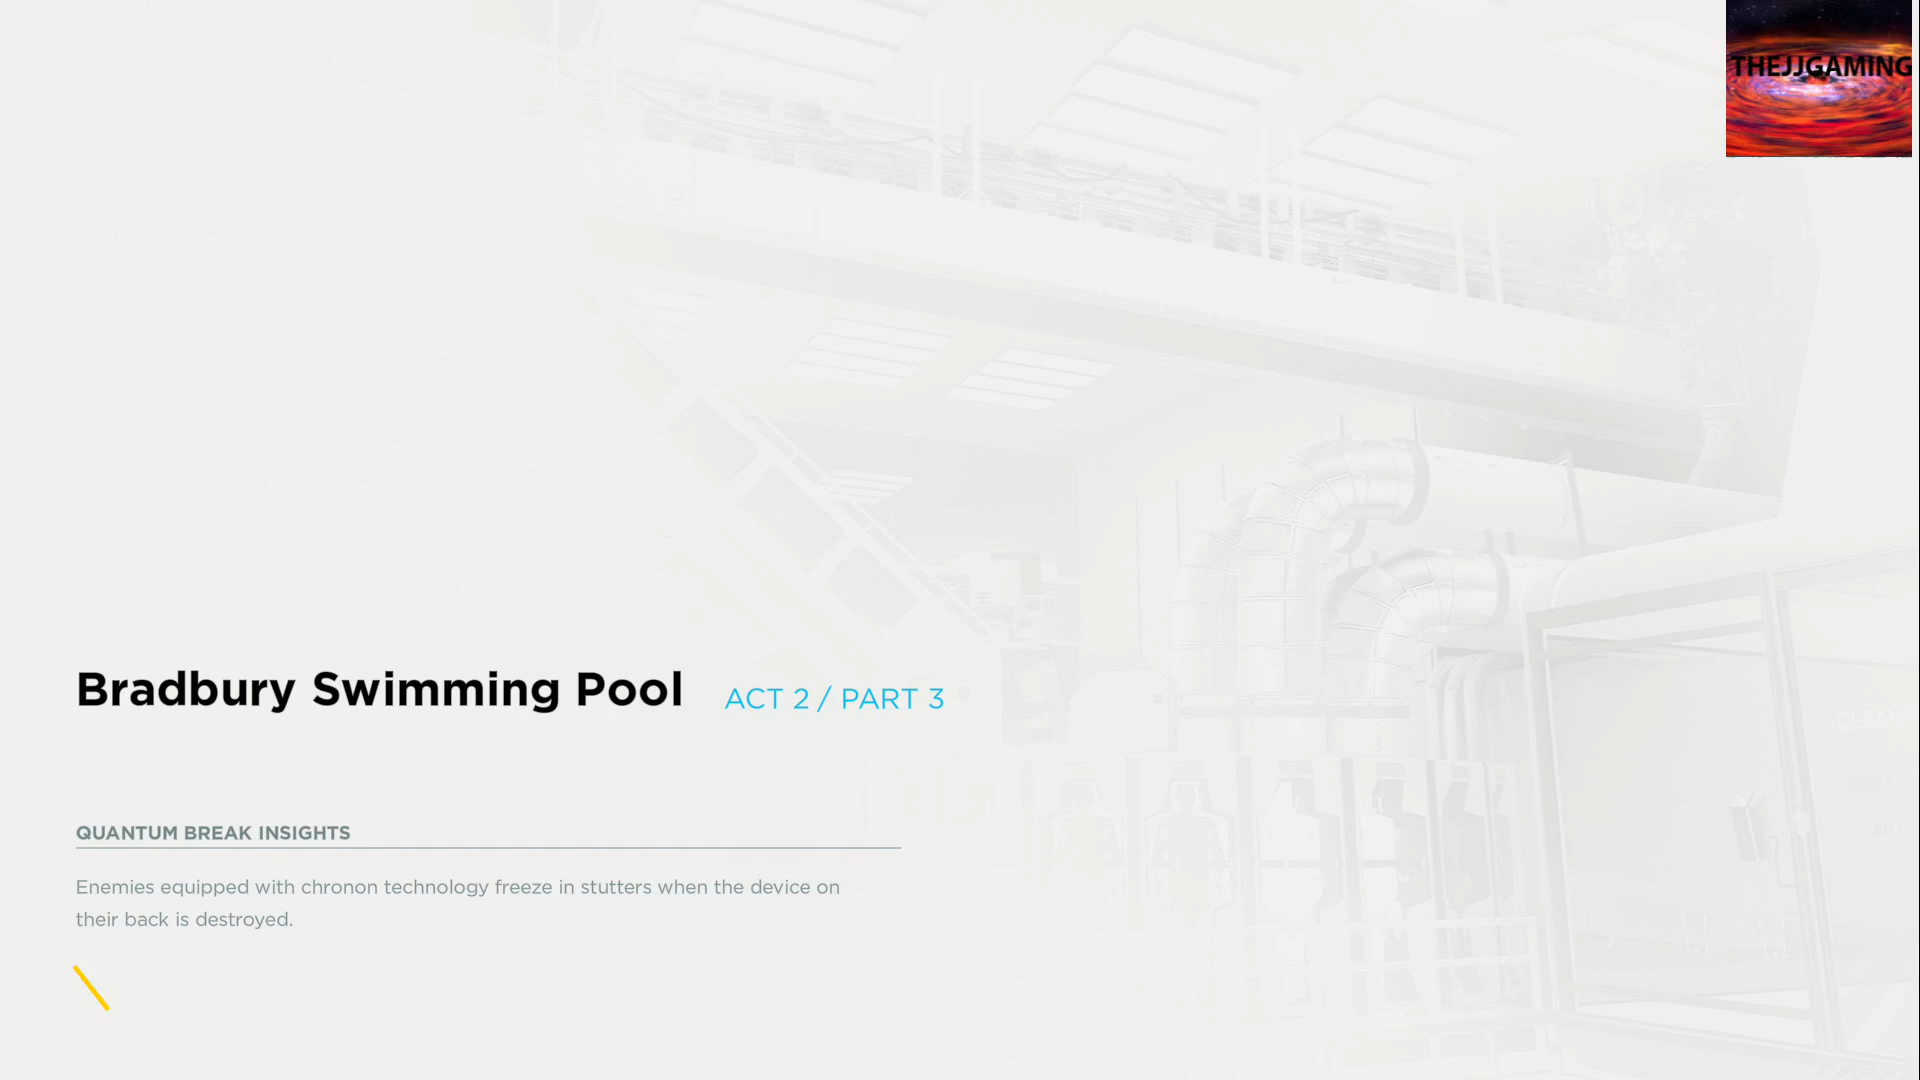 THEJJGAMING
Bradbury Swimming Pool ACT 2 / PART 3
QUANTUM BREAK INSIGHTS
Enemies equipped with chronon technology freeze in stutters when the device on
their back is destroyed.